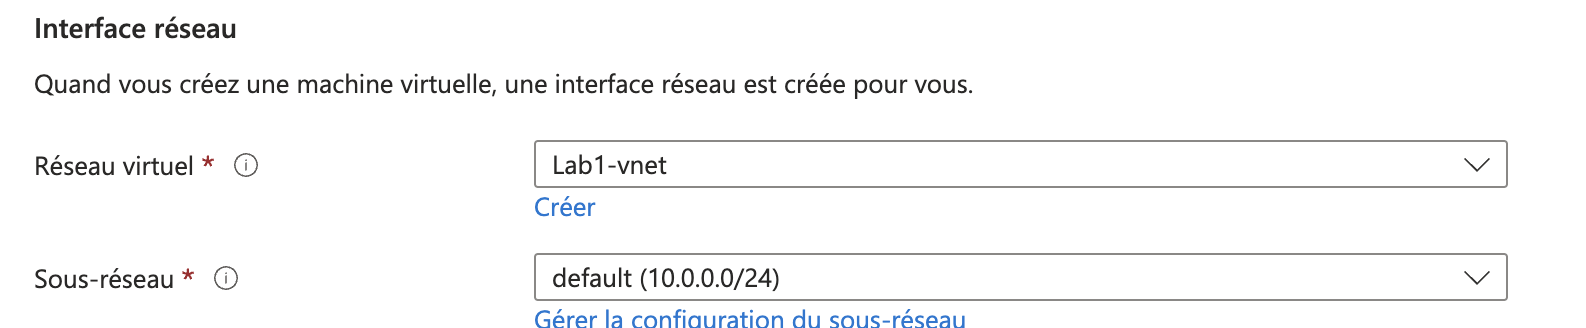 Interface réseau
Quand vous créez une machine virtuelle, une interface réseau est créée pour vous.
Réseau virtuel *
Lab1-vnet
Créer
Sous-réseau *
default (10.0.0.0/24)
Gérer la configuration du sous-réseau